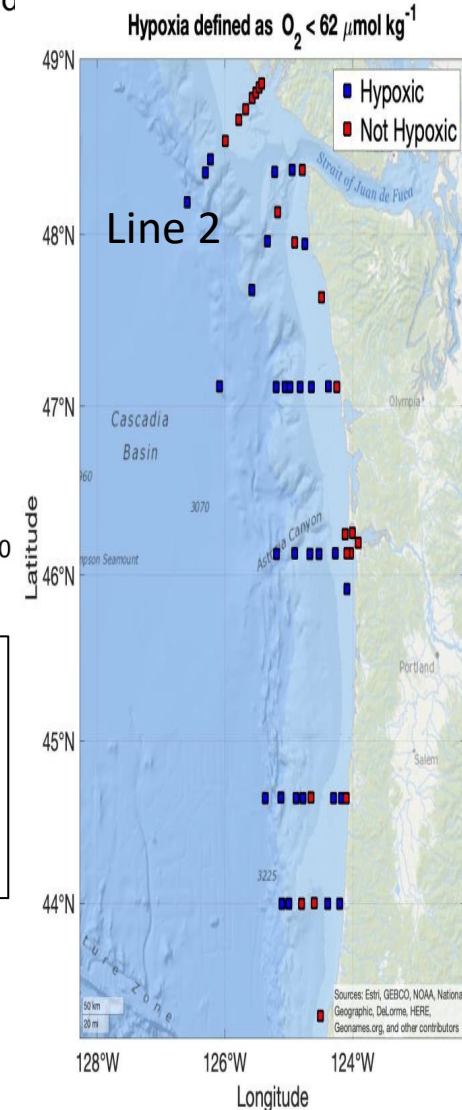 Hypoxia defined as O2 < 62 μmol kg-1
49°N
Hypoxic
Not Hypoxic
Strait of Juan de Fuca
Line 2
48°N
47°N
Olympia
Cascadia
Basin
3070
Astoria Canyon
Latitude
46°N
Seamount
Portland
45°N
Salem
3225
44°N
Zone
50 km
20 mi
Sources: Esri, GEBCO, NOAA, National
Geographic, DeLorme, HERE,
Geonames.org, and other contributors
128°W
126°W
124°W
Longitude